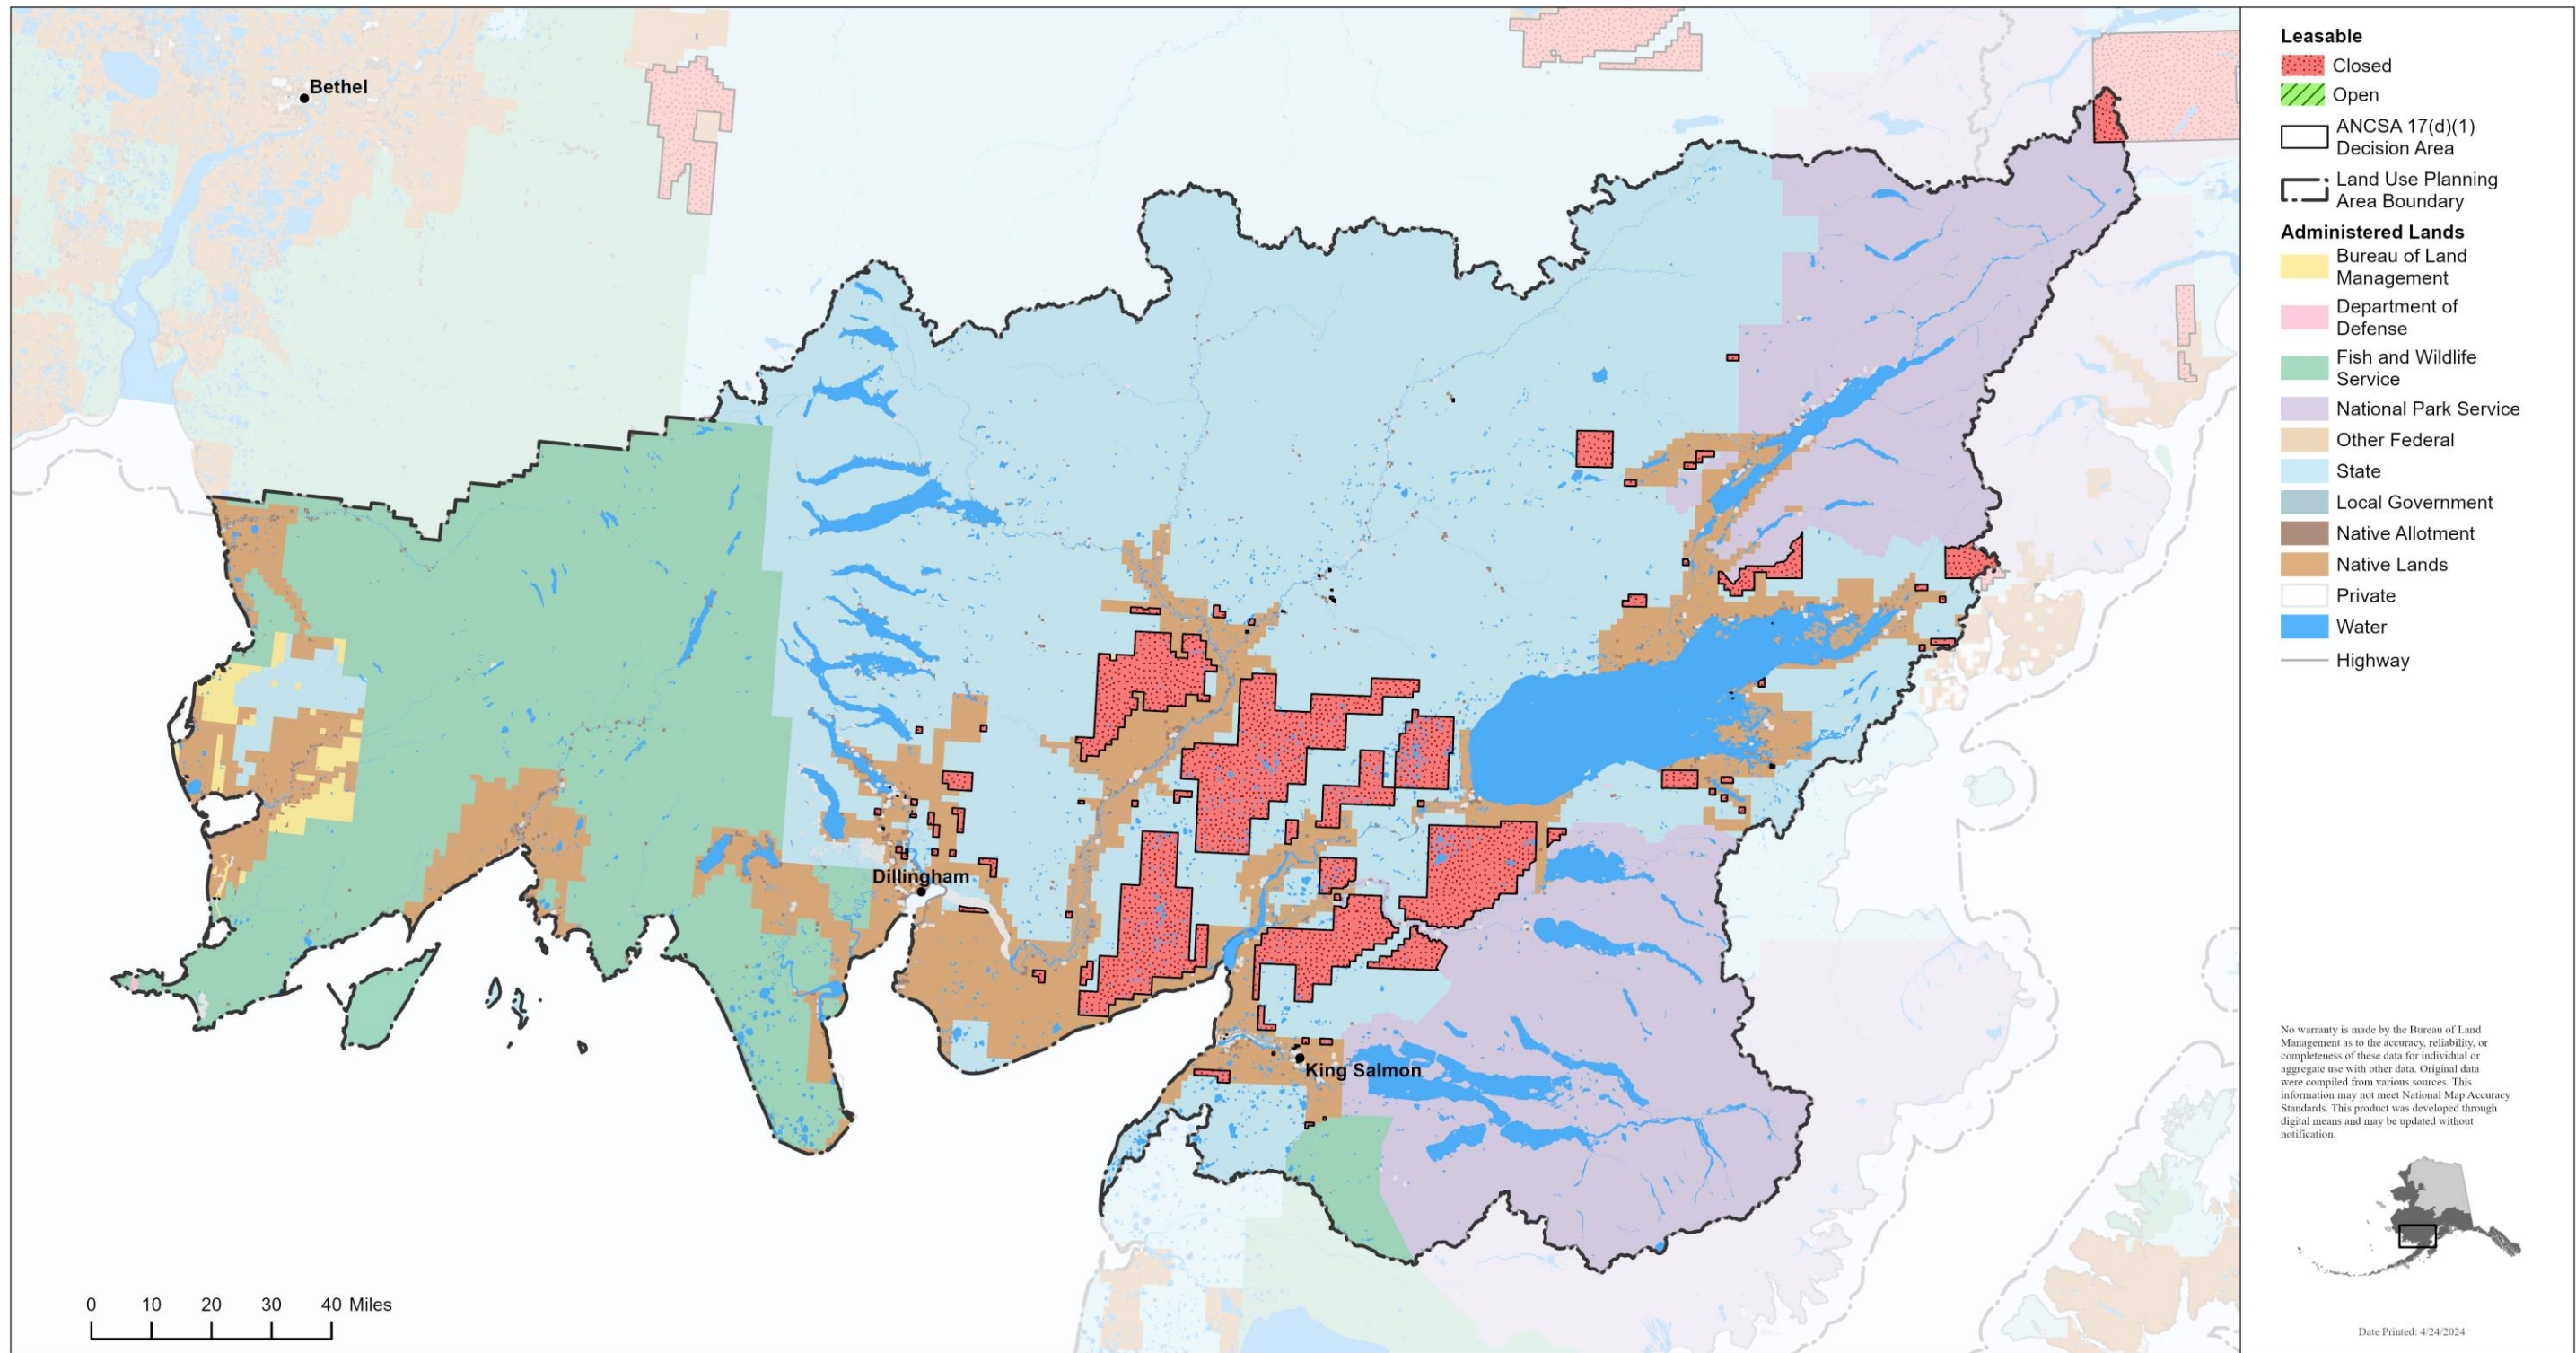 Bethel
Dillingham
King Salmon
0 10 20 30 40 Miles
Leasable
Closed
Open
ANCSA 17(d)(1)
Decision Area
Land Use Planning
Area Boundary
Administered Lands
Bureau of Land
Management
Department of
Defense
Fish and Wildlife
Service
National Park Service
Other Federal
State
Local Government
Native Allotment
Native Lands
Private
Water
Highway
No warranty is made by the Bureau of Land
Management as to the accuracy, reliability, or
completeness of these data for individual or
aggregate use with other data. Original data
were compiled from various sources. This
information may not meet National Map Accuracy
Standards. This product was developed through
digital means and may be updated without
notification.
Date Printed: 4/24/2024